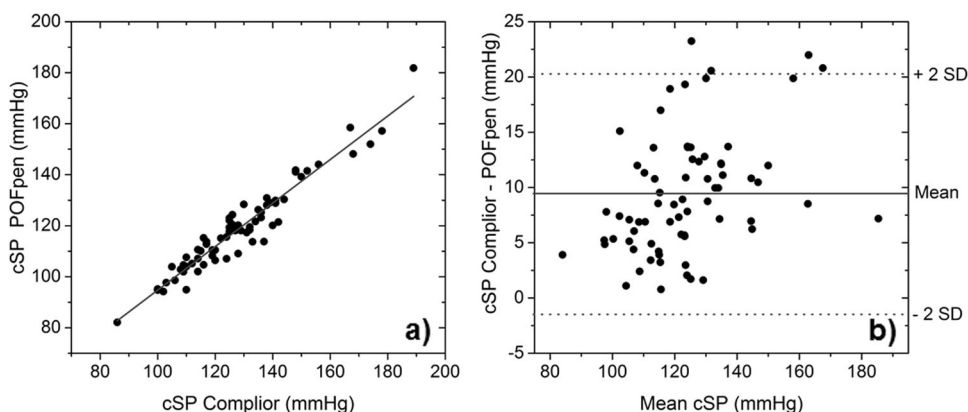 200
180
160
140
120
100
80
80 100 120 140 160 180 200
cSP POFpen (mmHg)
cSP Complior (mmHg)
a)
25
20
15
10
5
0
-5
80 100 120 140 160 180
cSP Complior - POFpen (mmHg)
Mean cSP (mmHg)
+ 2 SD
Mean
- 2 SD
b)